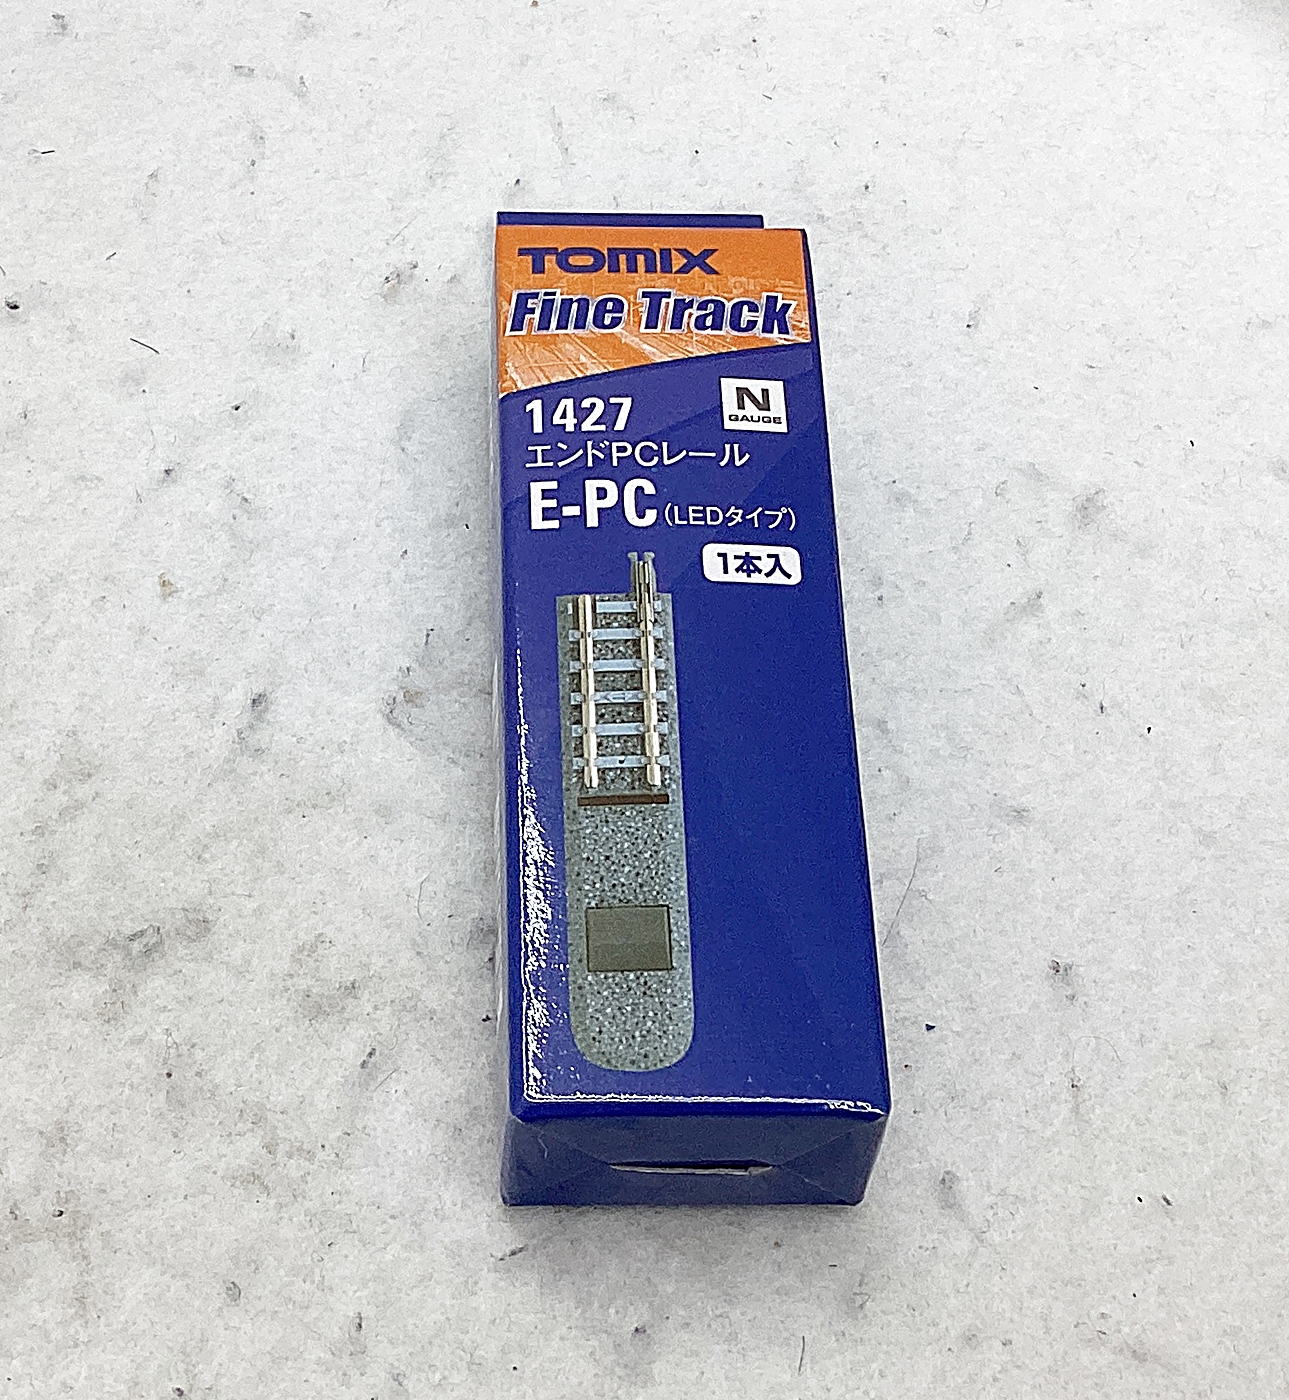 TOMIX
Fine Track
N
GAUGE
1427
エンドPCレール
E-PC(LEDタイプ)
1本入